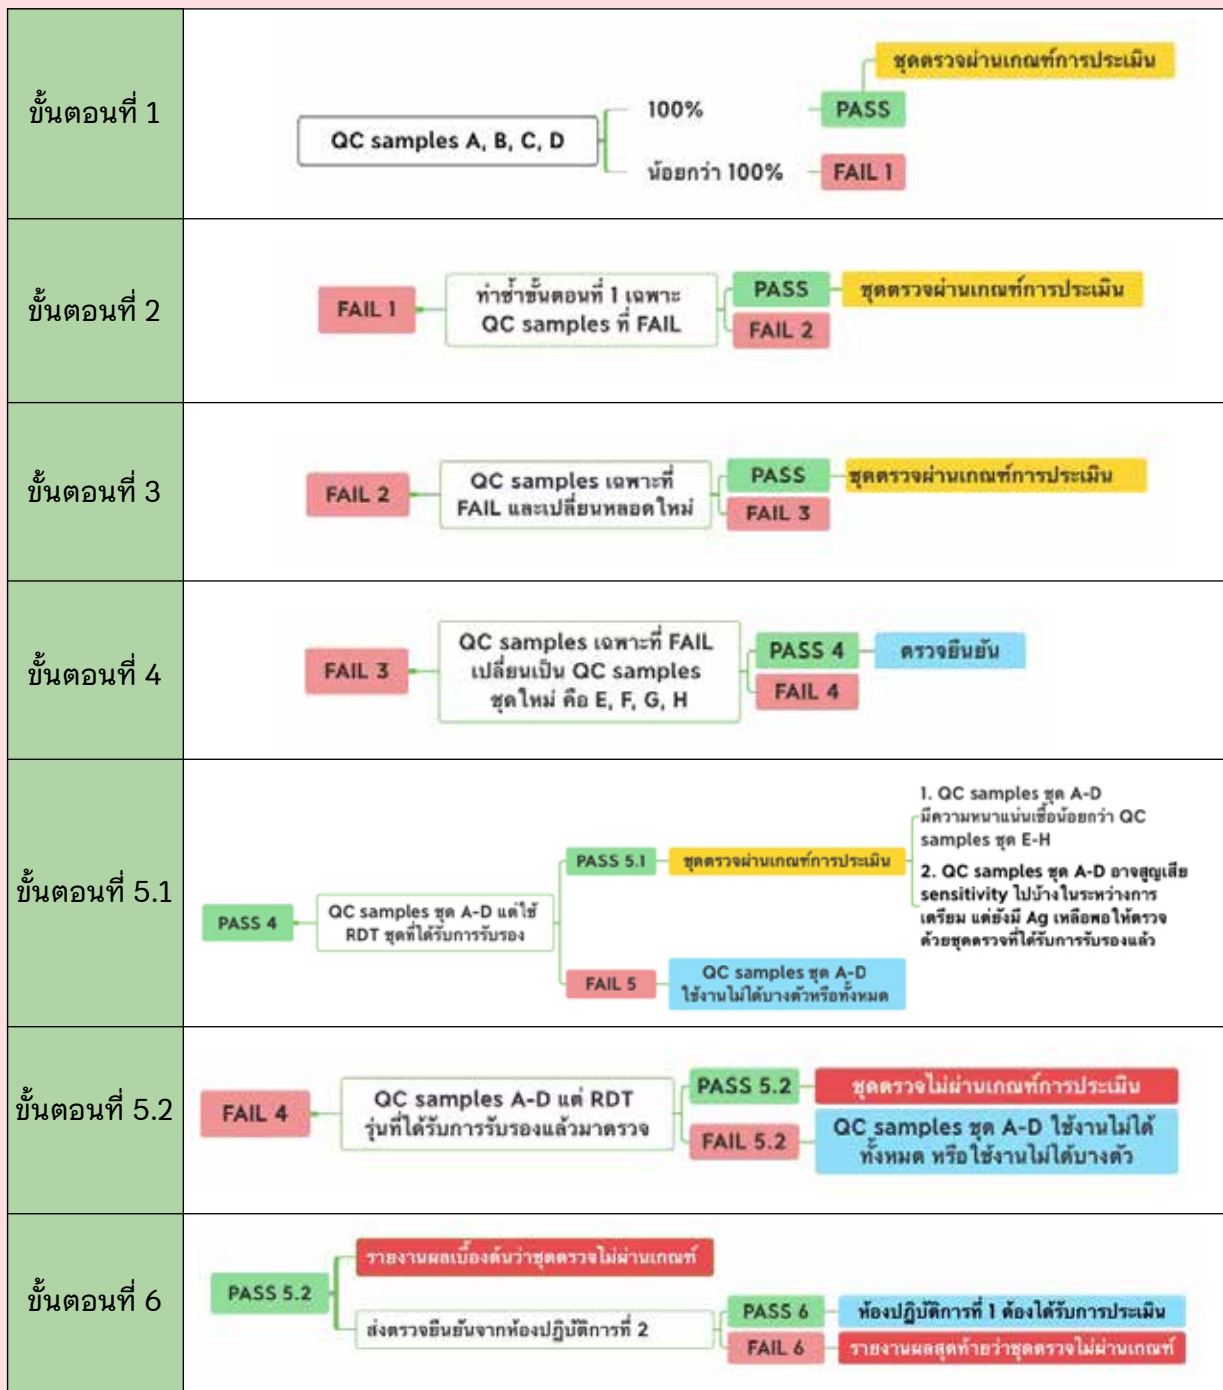 ขั้นตอนที่ 1
QC samples A, B, C, D
100%
PASS
ชุดตรวจผ่านเกณฑ์การประเมิน
น้อยกว่า 100%
FAIL 1
ขั้นตอนที่ 2
FAIL 1
ทำซ้ำขั้นตอนที่ 1 เฉพาะ
QC samples ที่ FAIL
PASS
ชุดตรวจผ่านเกณฑ์การประเมิน
FAIL 2
ขั้นตอนที่ 3
FAIL 2
QC samples เฉพาะที่
FAIL และเปลี่ยนหลอดใหม่
PASS
ชุดตรวจผ่านเกณฑ์การประเมิน
FAIL 3
ขั้นตอนที่ 4
FAIL 3
QC samples เฉพาะที่ FAIL
เปลี่ยนเป็น QC samples
ชุดใหม่ คือ E, F, G, H
PASS 4
ตรวจยืนยัน
FAIL 4
ขั้นตอนที่ 5.1
PASS 4
QC samples ชุด A-D แต่ใช้
RDT ชุดที่ได้รับการรับรอง
PASS 5.1
ชุดตรวจผ่านเกณฑ์การประเมิน
1. QC samples ชุด A-D
มีความหนาแน่นเชื้อน้อยกว่า QC
samples ชุด E-H
2. QC samples ชุด A-D อาจสูญเสีย
sensitivity ไปบ้างในระหว่างการ
เตรียม แต่ยังมี Ag เหลือพอให้ตรวจ
ด้วยชุดตรวจที่ได้รับการรับรองแล้ว
FAIL 5
QC samples ชุด A-D
ใช้งานไม่ได้บางตัวหรือทั้งหมด
ขั้นตอนที่ 5.2
FAIL 4
QC samples A-D แต่ RDT
รุ่นที่ได้รับการรับรองแล้วมาตรวจ
PASS 5.2
ชุดตรวจไม่ผ่านเกณฑ์การประเมิน
FAIL 5.2
QC samples ชุด A-D ใช้งานไม่ได้
ทั้งหมด หรือใช้งานไม่ได้บางตัว
ขั้นตอนที่ 6
PASS 5.2
รายงานผลเบื้องต้นว่าชุดตรวจไม่ผ่านเกณฑ์
ส่งตรวจยืนยันจากห้องปฏิบัติการที่ 2
PASS 6
ห้องปฏิบัติการที่ 1 ต้องได้รับการประเมิน
FAIL 6
รายงานผลสุดท้ายว่าชุดตรวจไม่ผ่านเกณฑ์